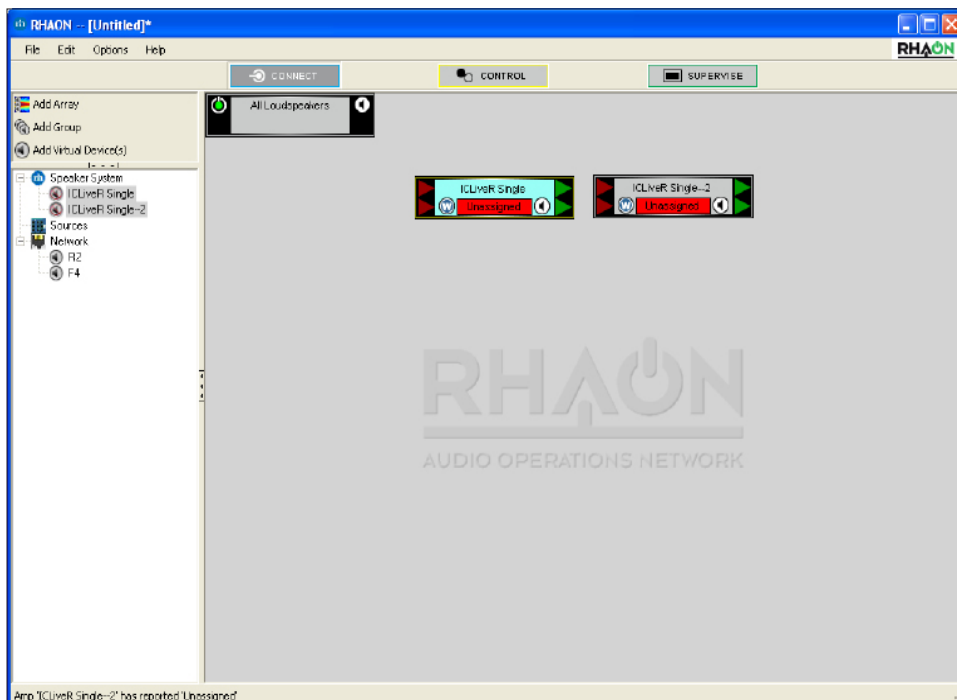 RHAON -- [Untitled]*
File Edit Options Help
RHAON
CONNECT CONTROL SUPERVISE
Add Array
Add Group
Add Virtual Device(s)
All Loudspeakers
Speaker System
ICLiveR Single
ICLiveR Single--2
Sources
Network
R2
F4
ICLiveR Single
W Unassigned
ICLiveR Single--2
W Unassigned
RHAON
AUDIO OPERATIONS NETWORK
Amp 'ICLiveR Single--2' has reported 'Unassigned'